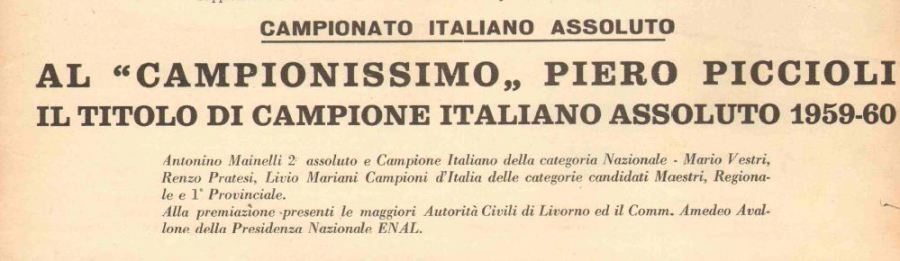 CAMPIONATO ITALIANO ASSOLUTO
AL “CAMPIONISSIMO„ PIERO PICCIOLI
IL TITOLO DI CAMPIONE ITALIANO ASSOLUTO 1959-60
Antonino Mainelli 2° assoluto e Campione Italiano della categoria Nazionale - Mario Vestri,
Renzo Pratesi, Livio Mariani Campioni d'Italia delle categorie candidati Maestri, Regiona-
le e 1° Provinciale.
Alla premiazione presenti le maggiori Autorità Civili di Livorno ed il Comm. Amedeo Aval-
lone della Presidenza Nazionale ENAL.